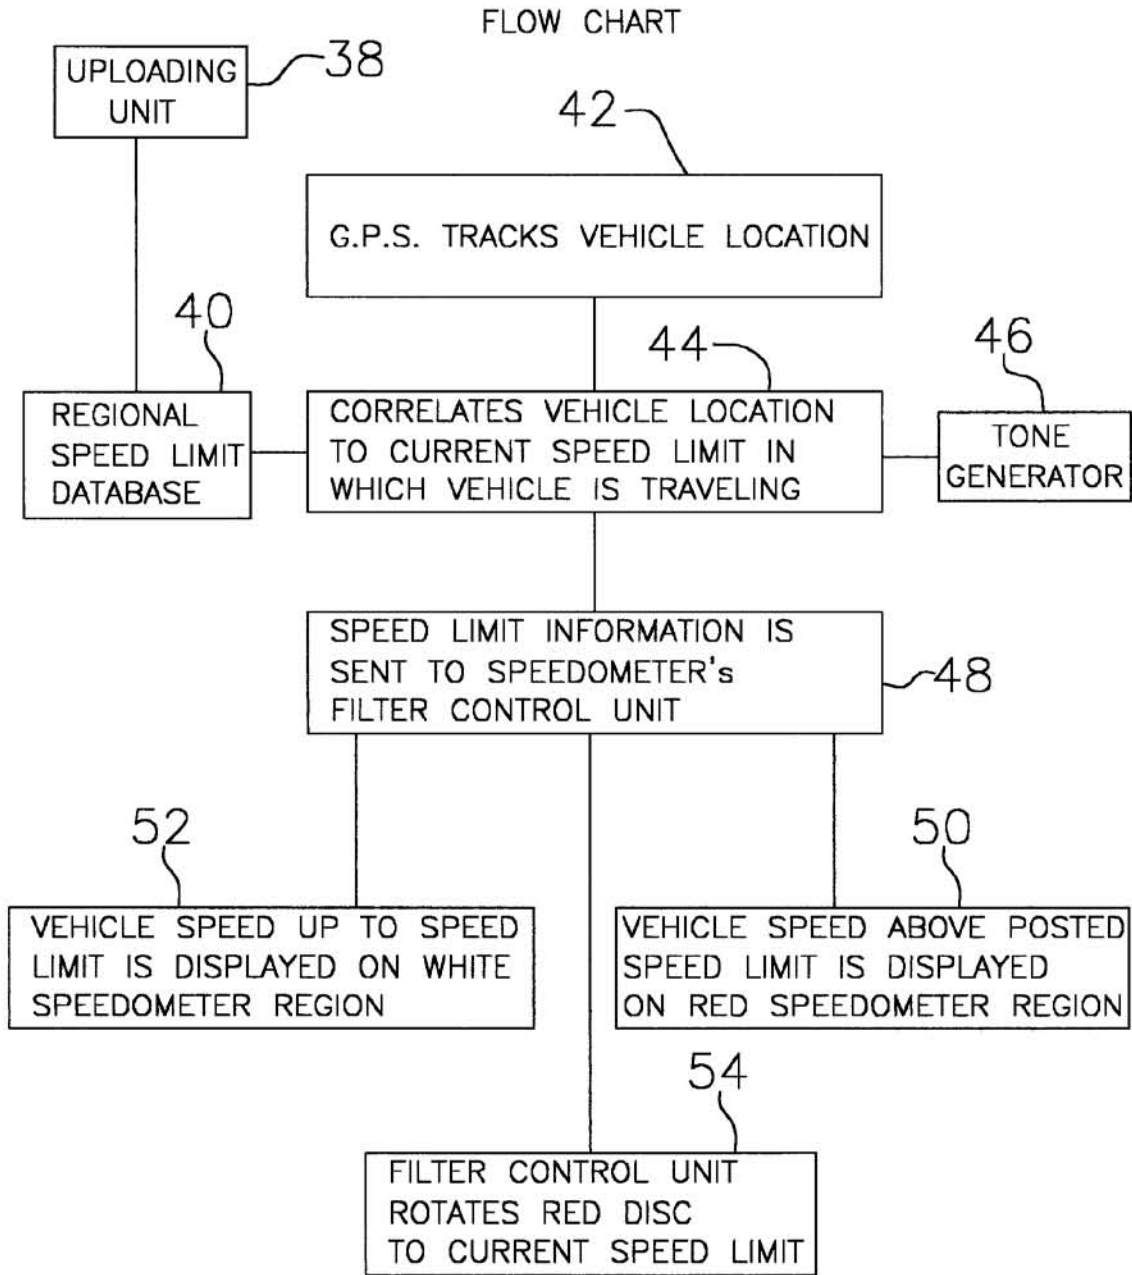 FLOW CHART
UPLOADING
UNIT
38
42
G.P.S. TRACKS VEHICLE LOCATION
40
REGIONAL
SPEED LIMIT
DATABASE
44
CORRELATES VEHICLE LOCATION
TO CURRENT SPEED LIMIT IN
WHICH VEHICLE IS TRAVELING
46
TONE
GENERATOR
SPEED LIMIT INFORMATION IS
SENT TO SPEEDOMETER's
FILTER CONTROL UNIT
48
52
VEHICLE SPEED UP TO SPEED
LIMIT IS DISPLAYED ON WHITE
SPEEDOMETER REGION
50
VEHICLE SPEED ABOVE POSTED
SPEED LIMIT IS DISPLAYED
ON RED SPEEDOMETER REGION
54
FILTER CONTROL UNIT
ROTATES RED DISC
TO CURRENT SPEED LIMIT